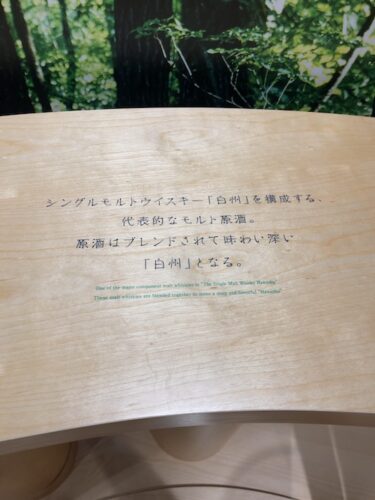 シングルモルトウイスキー「白州」を構成する、
代表的なモルト原酒。
原酒はブレンドされて味わい深い
「白州」となる。
One of the major component malt whiskies in "The Single Malt Whisky Hakushu"
These malt whiskies are blended together to make a deep and flavorful "Hakushu"